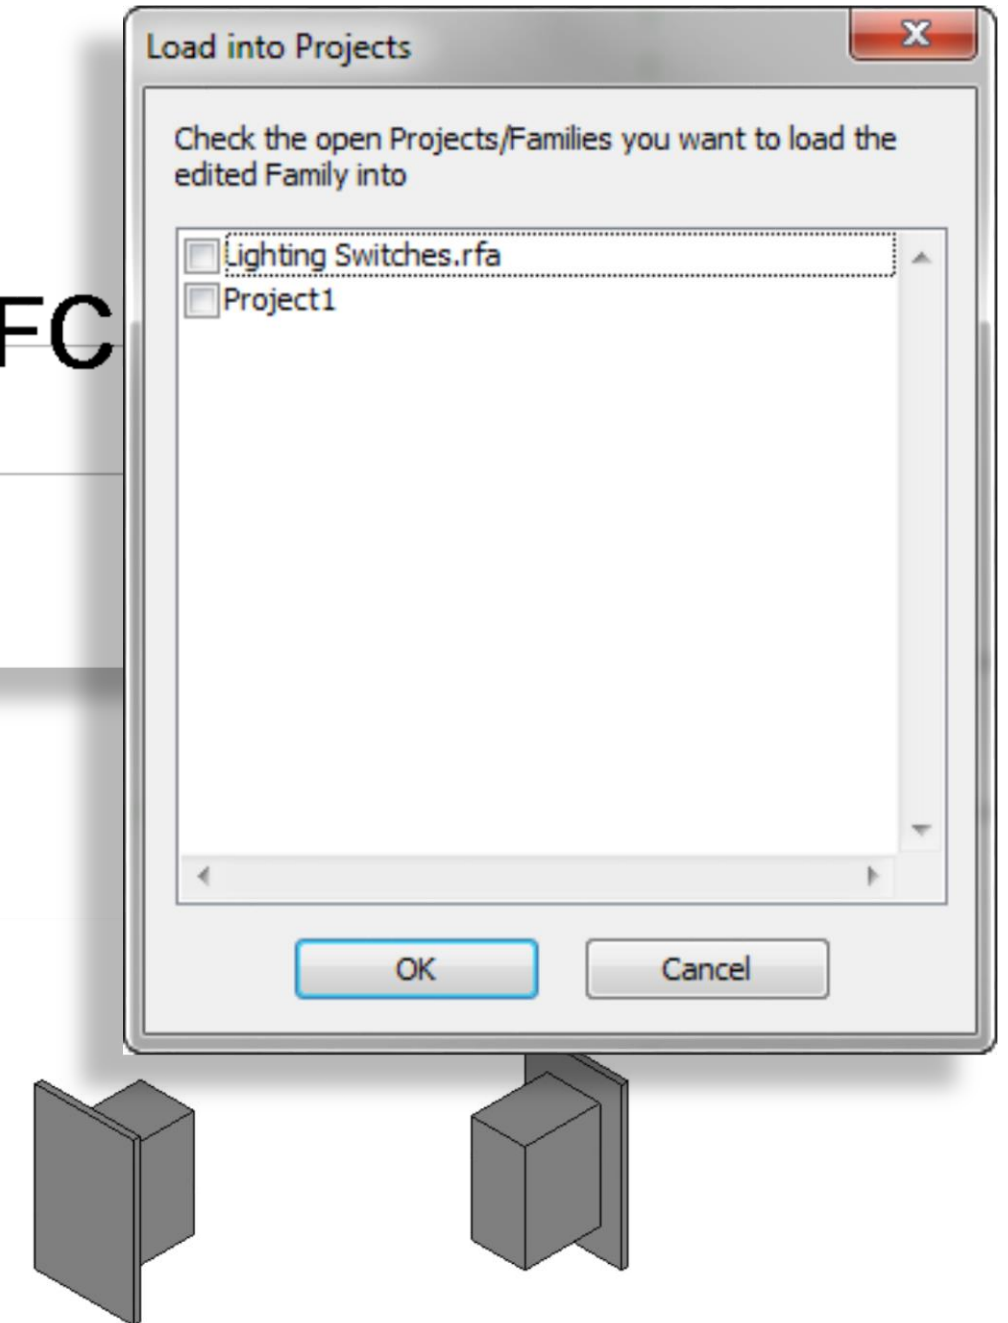 Load into Projects
Check the open Projects/Families you want to load the
edited Family into
Lighting Switches.rfa
Project1
FC
OK
Cancel